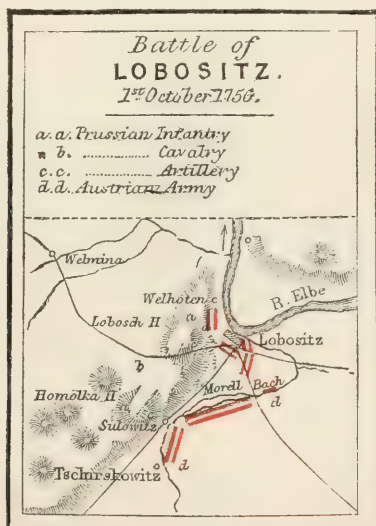 Battle of
LOBOSITZ.
1st October 1756.
a.a. Prussian Infantry
b. ............. Cavalry
c.c. ............. Artillery
d.d. Austrian Army
Welmina
R. Elbe
Welhoten c
a
Lobosch H
Lobositz
b
Morell Bach
d
Homolka H
a
Sulowitz
Tschirskowitz
d